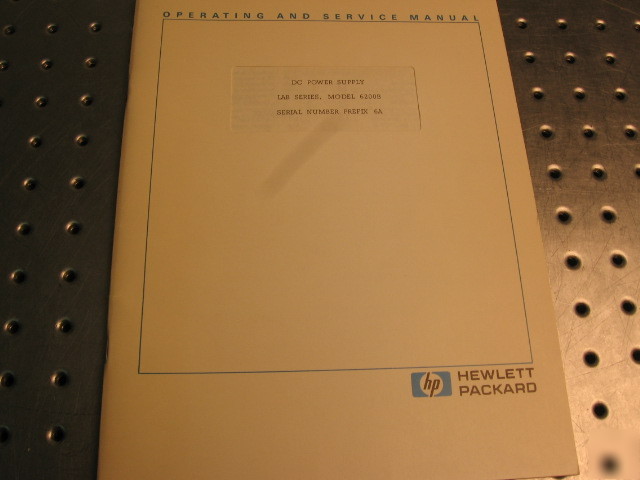 OPERATING AND SERVICE MANUAL
DC POWER SUPPLY
LAB SERIES, MODEL 6200B
SERIAL NUMBER PREFIX 6A
hp HEWLETT
PACKARD